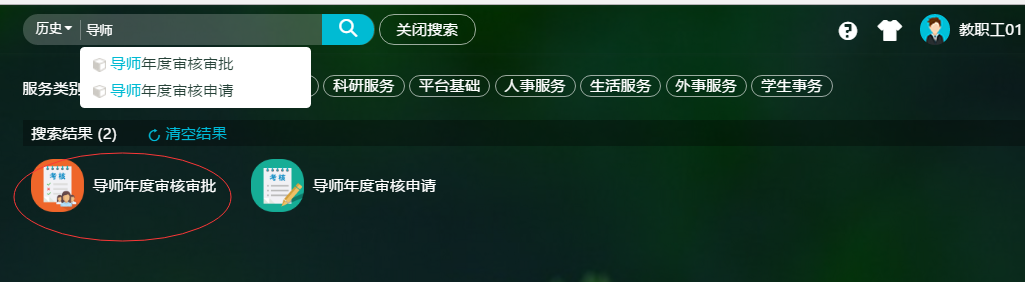 历史 导师 关闭搜索 教职工01
导师年度审核审批
导师年度审核申请
服务类别 科研服务 平台基础 人事服务 生活服务 外事服务 学生事务
搜索结果 (2) 清空结果
考核 导师年度审核审批 考核 导师年度审核申请